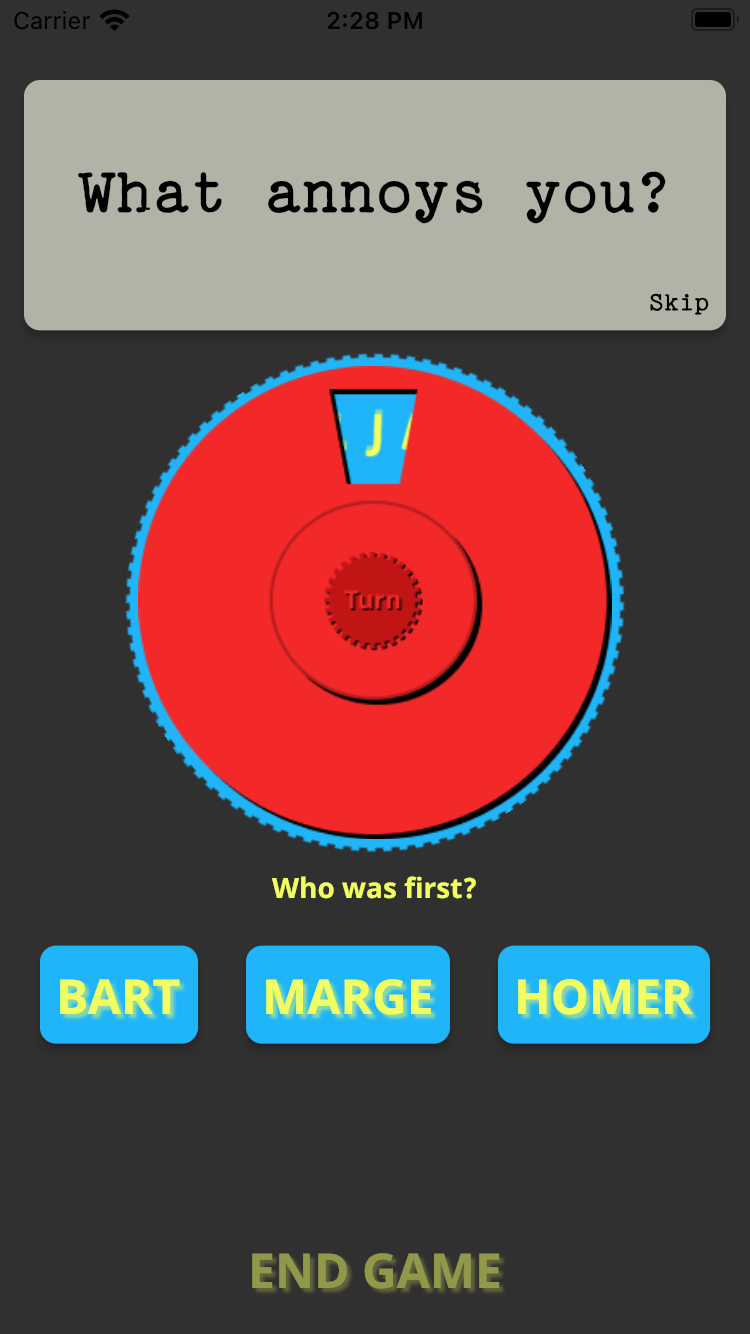 Carrier 2:28 PM
What annoys you?
Skip
J
Turn
Who was first?
BART MARGE HOMER
END GAME